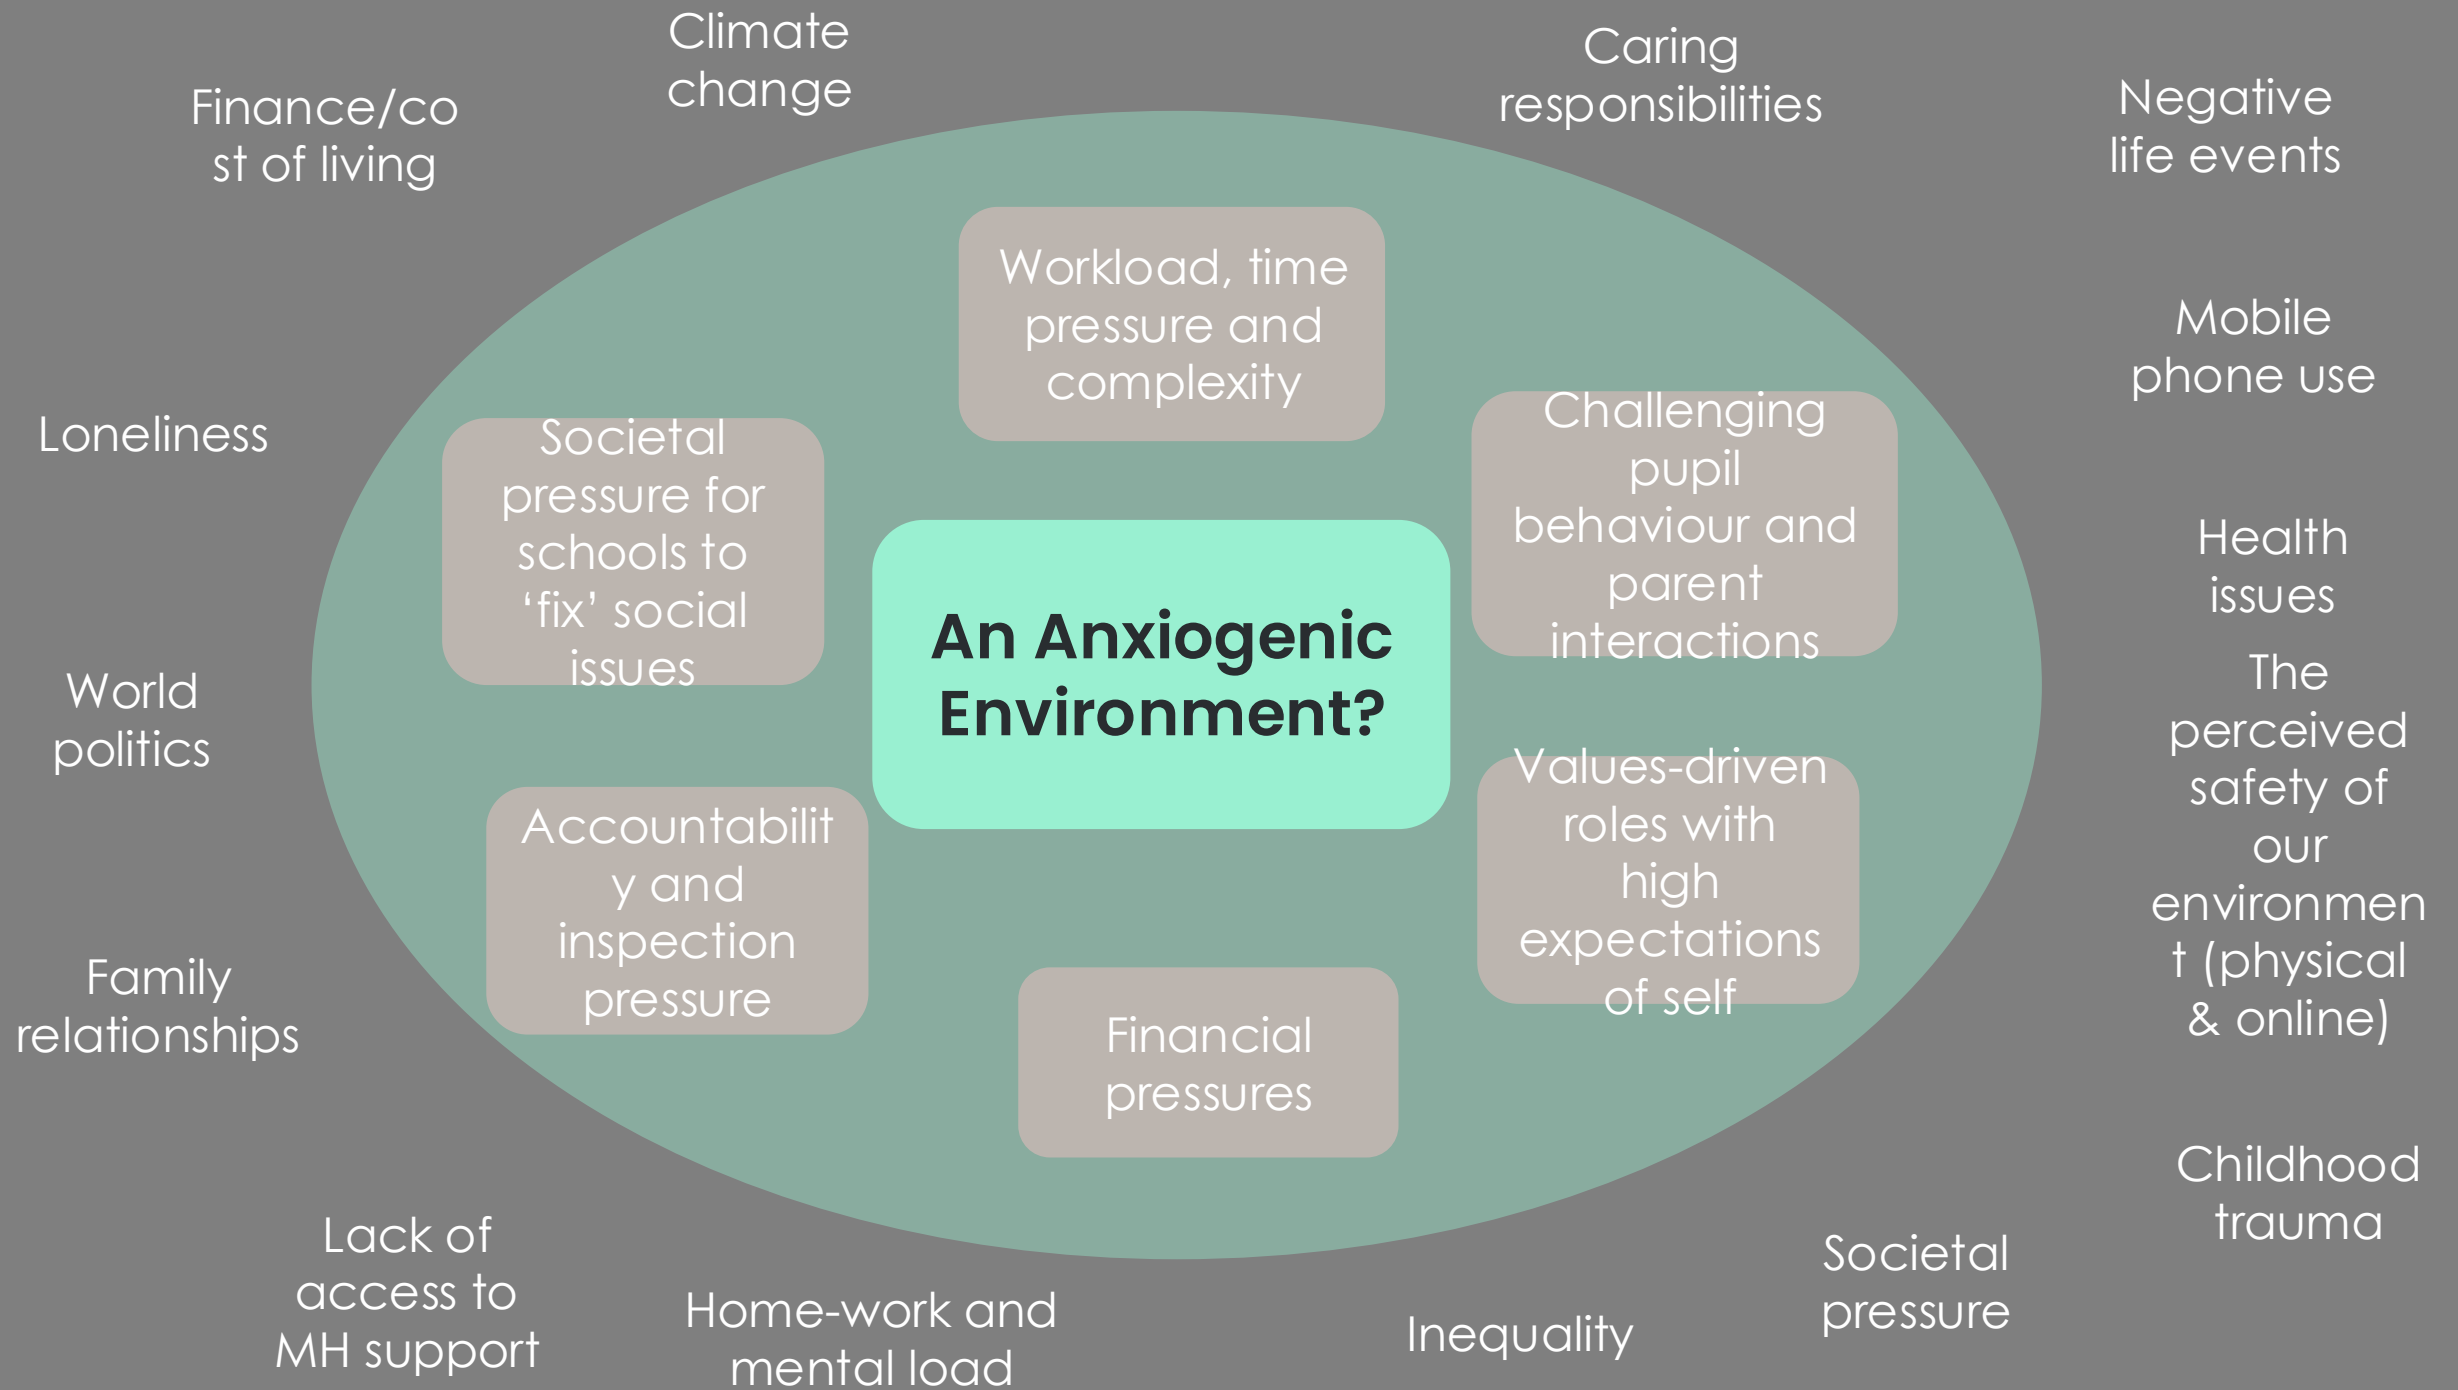 Climate
change
Caring
responsibilities
Finance/co
st of living
Negative
life events
Workload, time
pressure and
complexity
Mobile
phone use
Loneliness
Societal
pressure for
schools to
‘fix’ social
issues
Challenging
pupil
behaviour and
parent
interactions
An Anxiogenic
Environment?
Health
issues
World
politics
The
perceived
safety of
our
environmen
t (physical
& online)
Accountabilit
y and
inspection
pressure
Values-driven
roles with
high
expectations
of self
Family
relationships
Financial
pressures
Childhood
trauma
Lack of
access to
MH support
Home-work and
mental load
Inequality
Societal
pressure